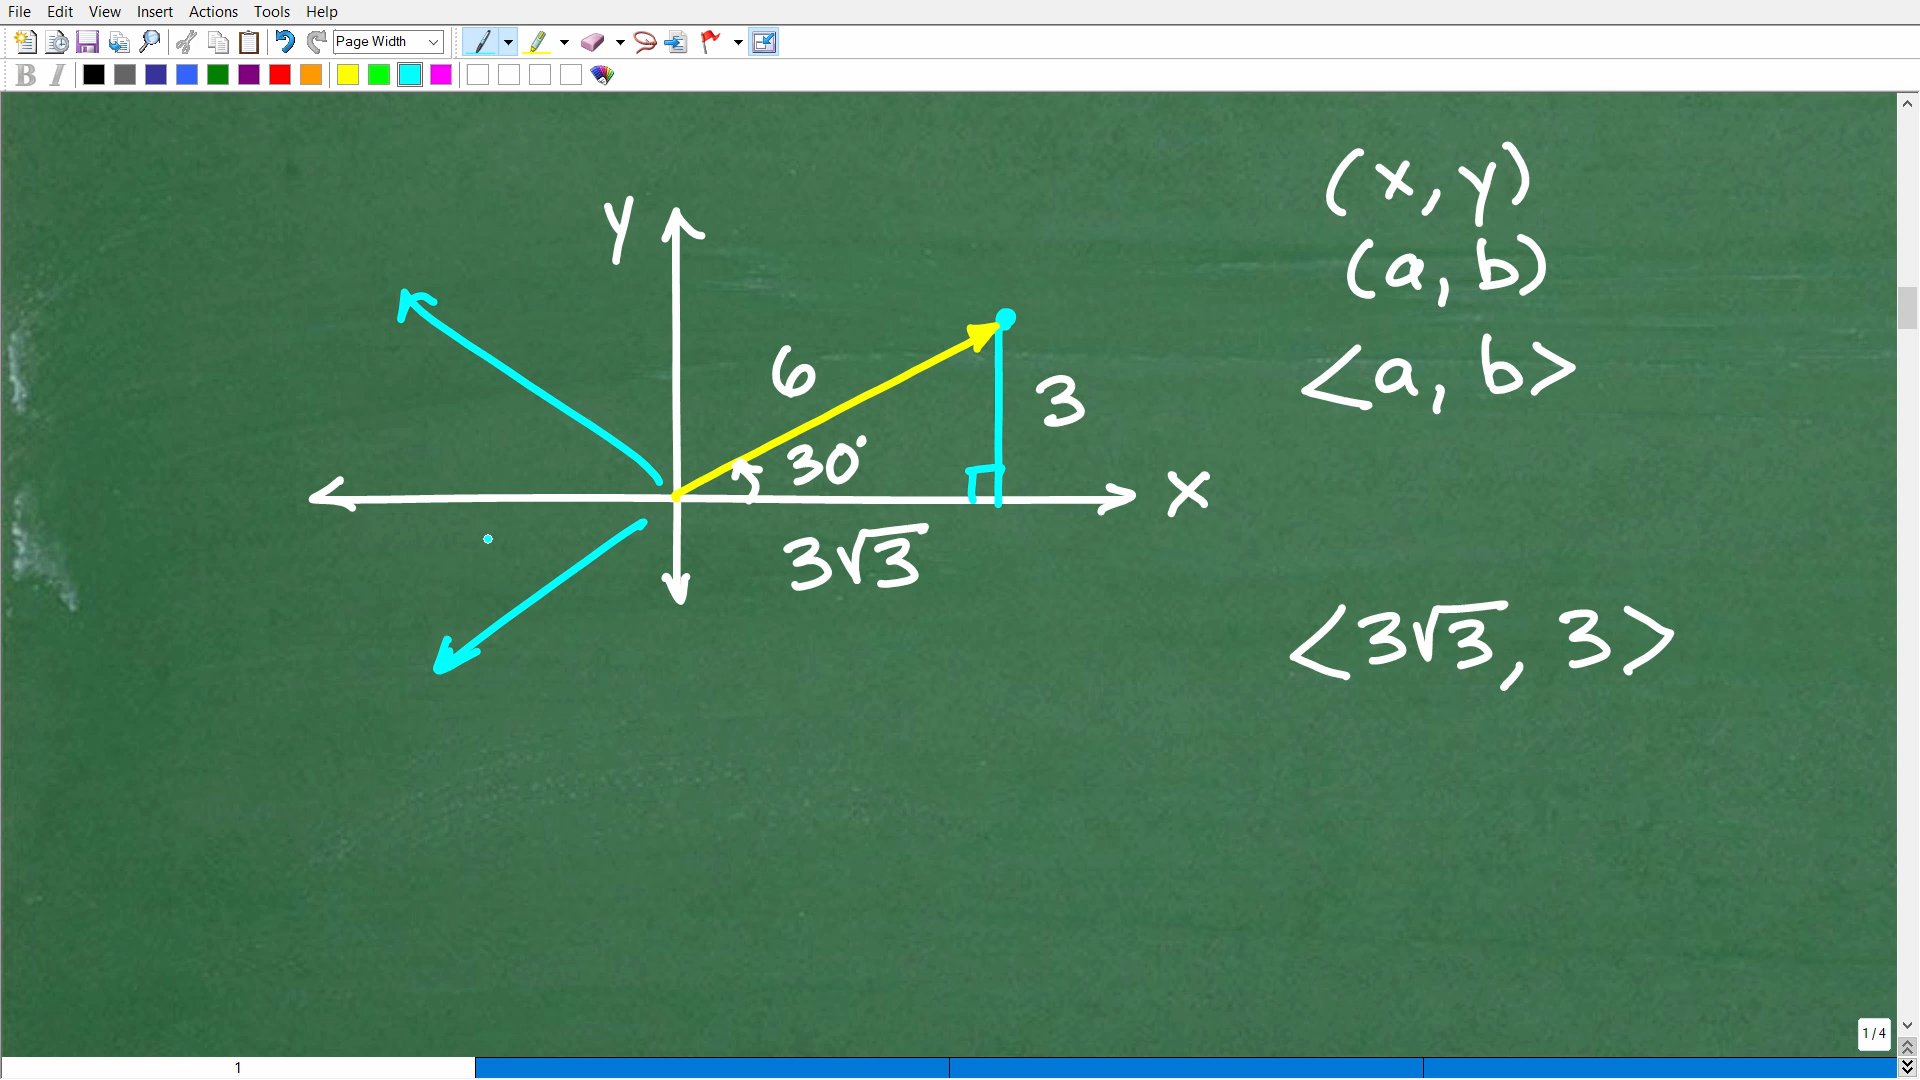 File Edit View Insert Actions Tools Help
Page Width
B I
(x, y)
y
(a, b)
6
<a, b>
3
30°
x
3√3
<3√3, 3>
1 / 4
1